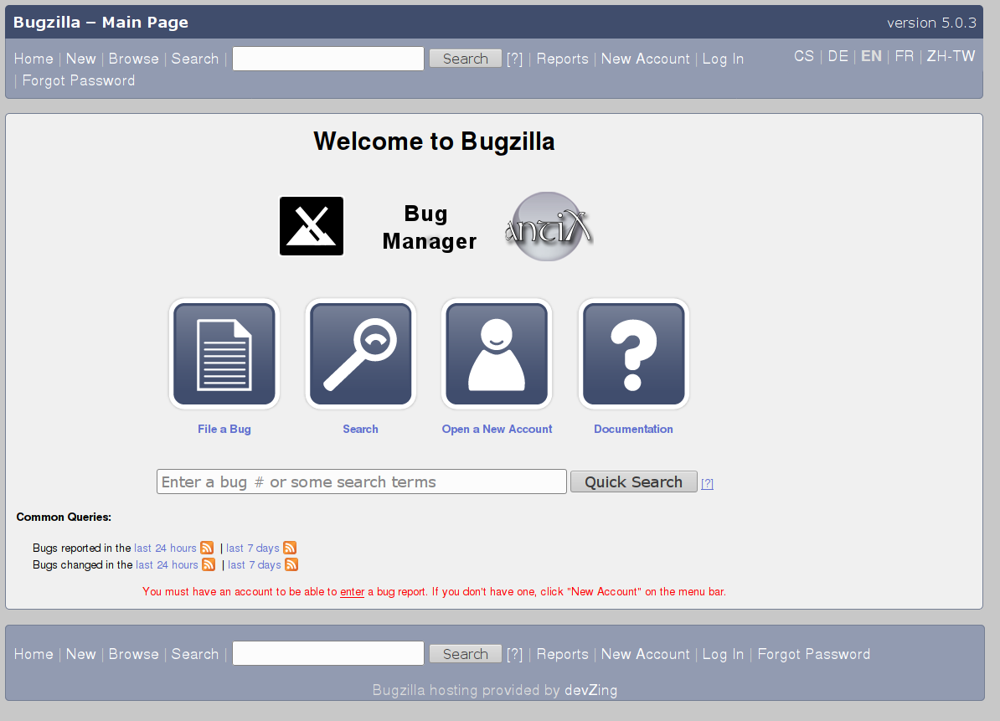 Bugzilla – Main Page
version 5.0.3
Home | New | Browse | Search | Search [?] | Reports | New Account | Log In
| Forgot Password
CS | DE | EN | FR | ZH-TW
Welcome to Bugzilla
Bug
Manager
antiX
File a Bug
Search
Open a New Account
Documentation
Enter a bug # or some search terms
Quick Search
[?]
Common Queries:
Bugs reported in the last 24 hours | last 7 days
Bugs changed in the last 24 hours | last 7 days
You must have an account to be able to enter a bug report. If you don't have one, click "New Account" on the menu bar.
Home | New | Browse | Search | Search [?] | Reports | New Account | Log In | Forgot Password
Bugzilla hosting provided by devZing